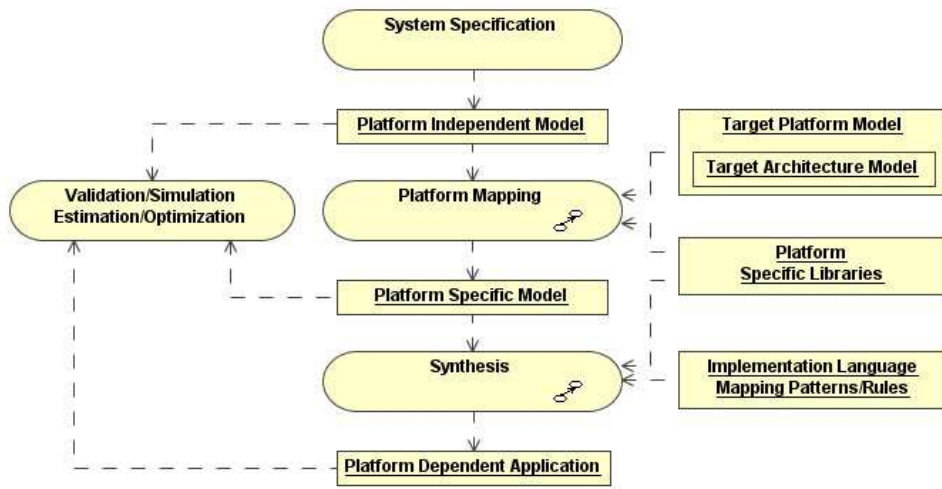 System Specification
Platform Independent Model
Target Platform Model
Target Architecture Model
Validation/Simulation
Estimation/Optimization
Platform Mapping
Platform
Specific Libraries
Platform Specific Model
Synthesis
Implementation Language
Mapping Patterns/Rules
Platform Dependent Application